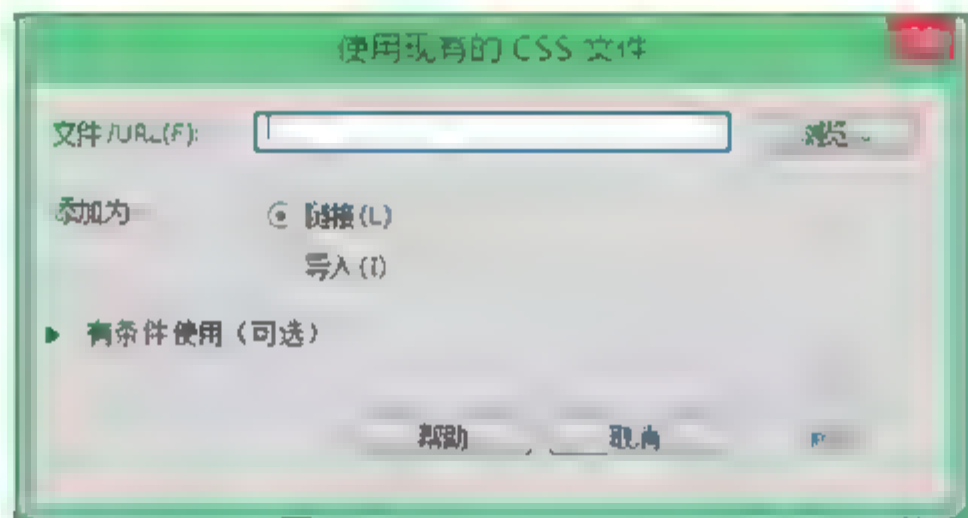 使用现有的 CSS 文件
文件/URL(F):
浏览
添加为
链接(L)
导入(I)
有条件使用（可选）
帮助
取消